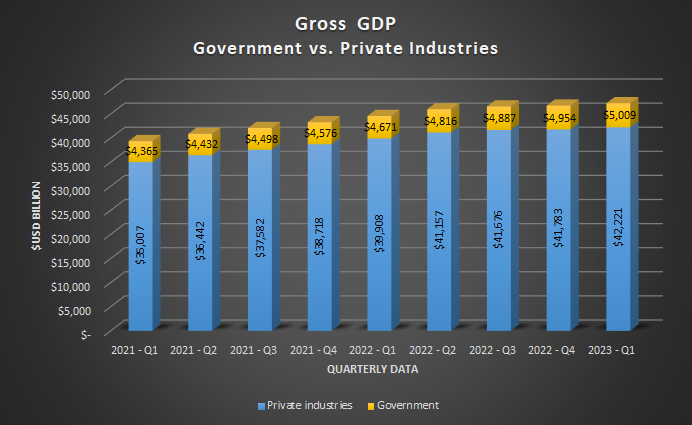 Gross GDP
Government vs. Private Industries
$USD BILLION
$50,000
$45,000
$40,000
$35,000
$30,000
$25,000
$20,000
$15,000
$10,000
$5,000
$-
$4,365
$4,432
$4,498
$4,576
$4,671
$4,816
$4,887
$4,954
$5,009
$35,007
$36,442
$37,582
$38,718
$39,908
$41,157
$41,676
$41,783
$42,221
2021 - Q1
2021 - Q2
2021 - Q3
2021 - Q4
2022 - Q1
2022 - Q2
2022 - Q3
2022 - Q4
2023 - Q1
QUARTERLY DATA
Private industries
Government